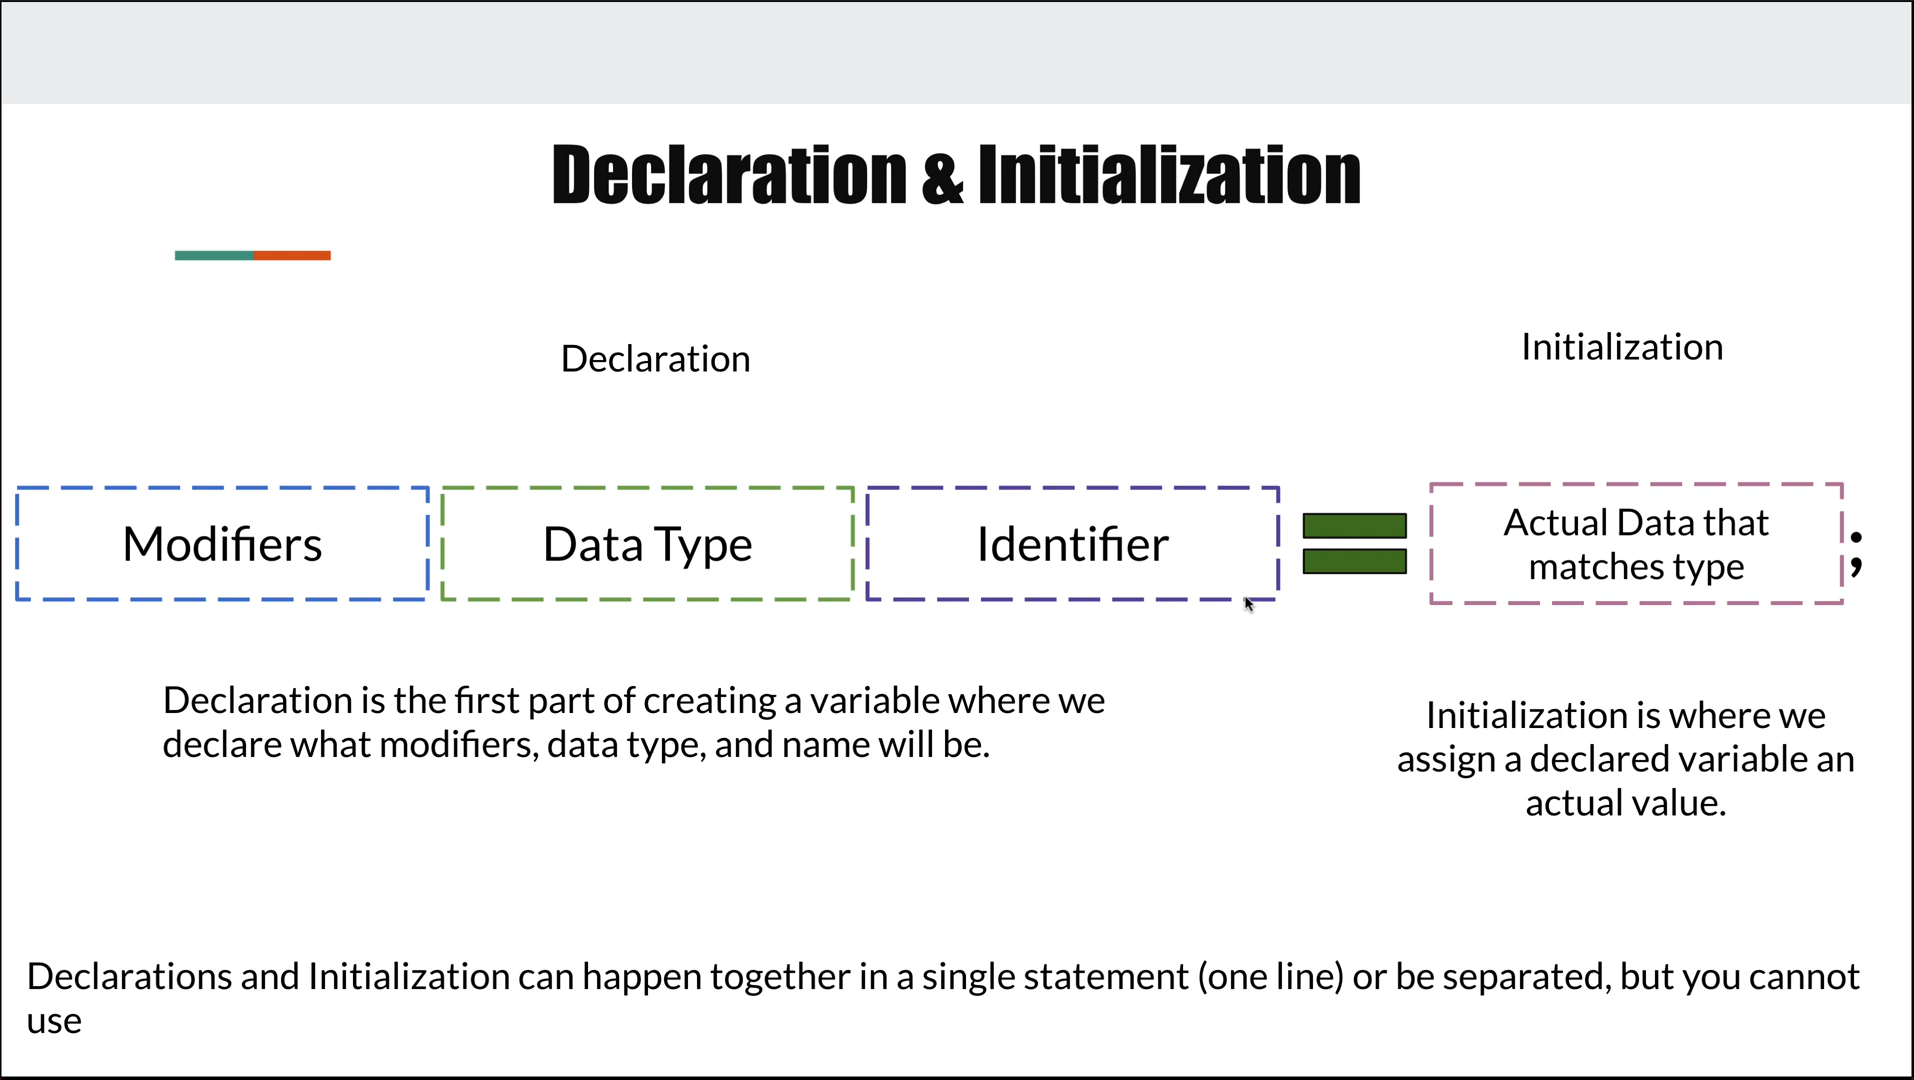 Declaration & Initialization
Declaration
Initialization
Modifiers
Data Type
Identifier
Actual Data that
matches type
;
Declaration is the first part of creating a variable where we
declare what modifiers, data type, and name will be.
Initialization is where we
assign a declared variable an
actual value.
Declarations and Initialization can happen together in a single statement (one line) or be separated, but you cannot
use